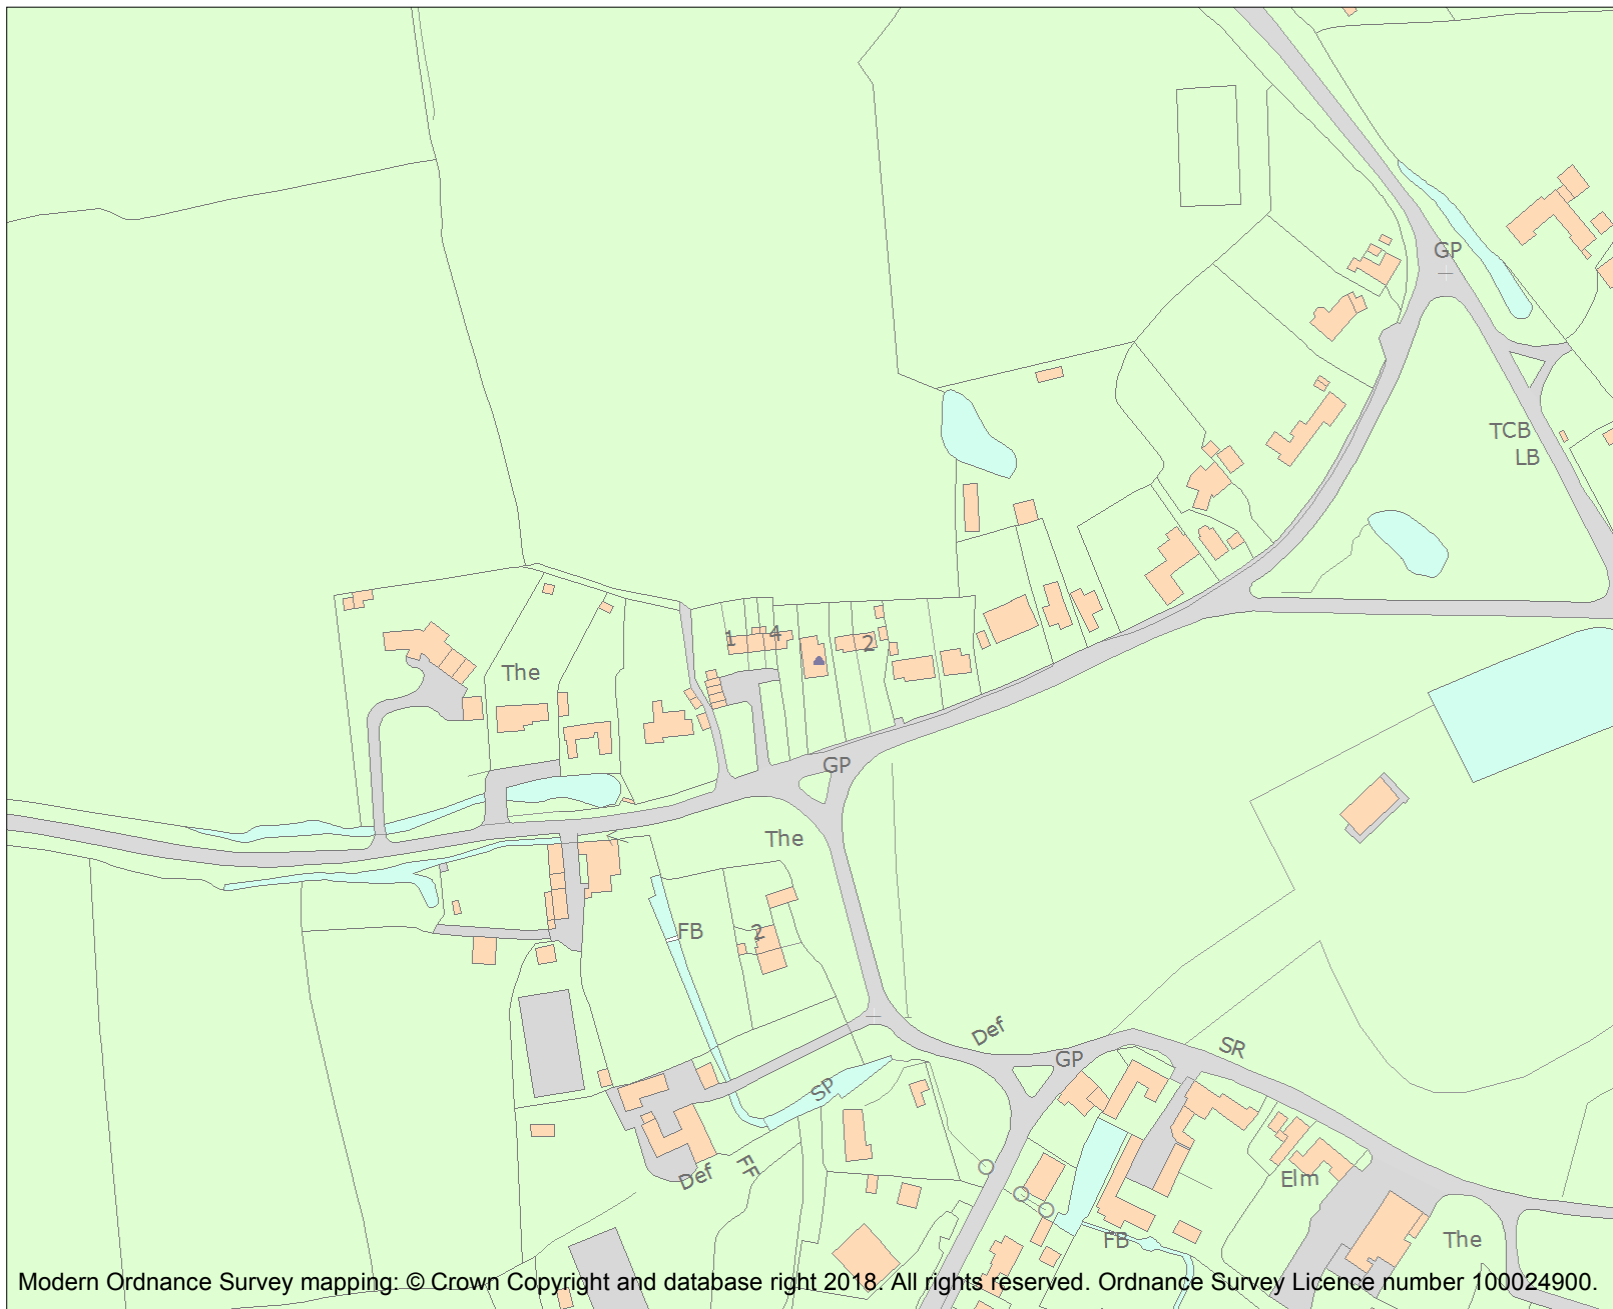 GP
TCB
LB
1
4
2
The
GP
The
FB
2
Def
SR
GP
SP
Def
FF
Elm
FB
The
Modern Ordnance Survey mapping: © Crown Copyright and database right 2018. All rights reserved. Ordnance Survey Licence number 100024900.